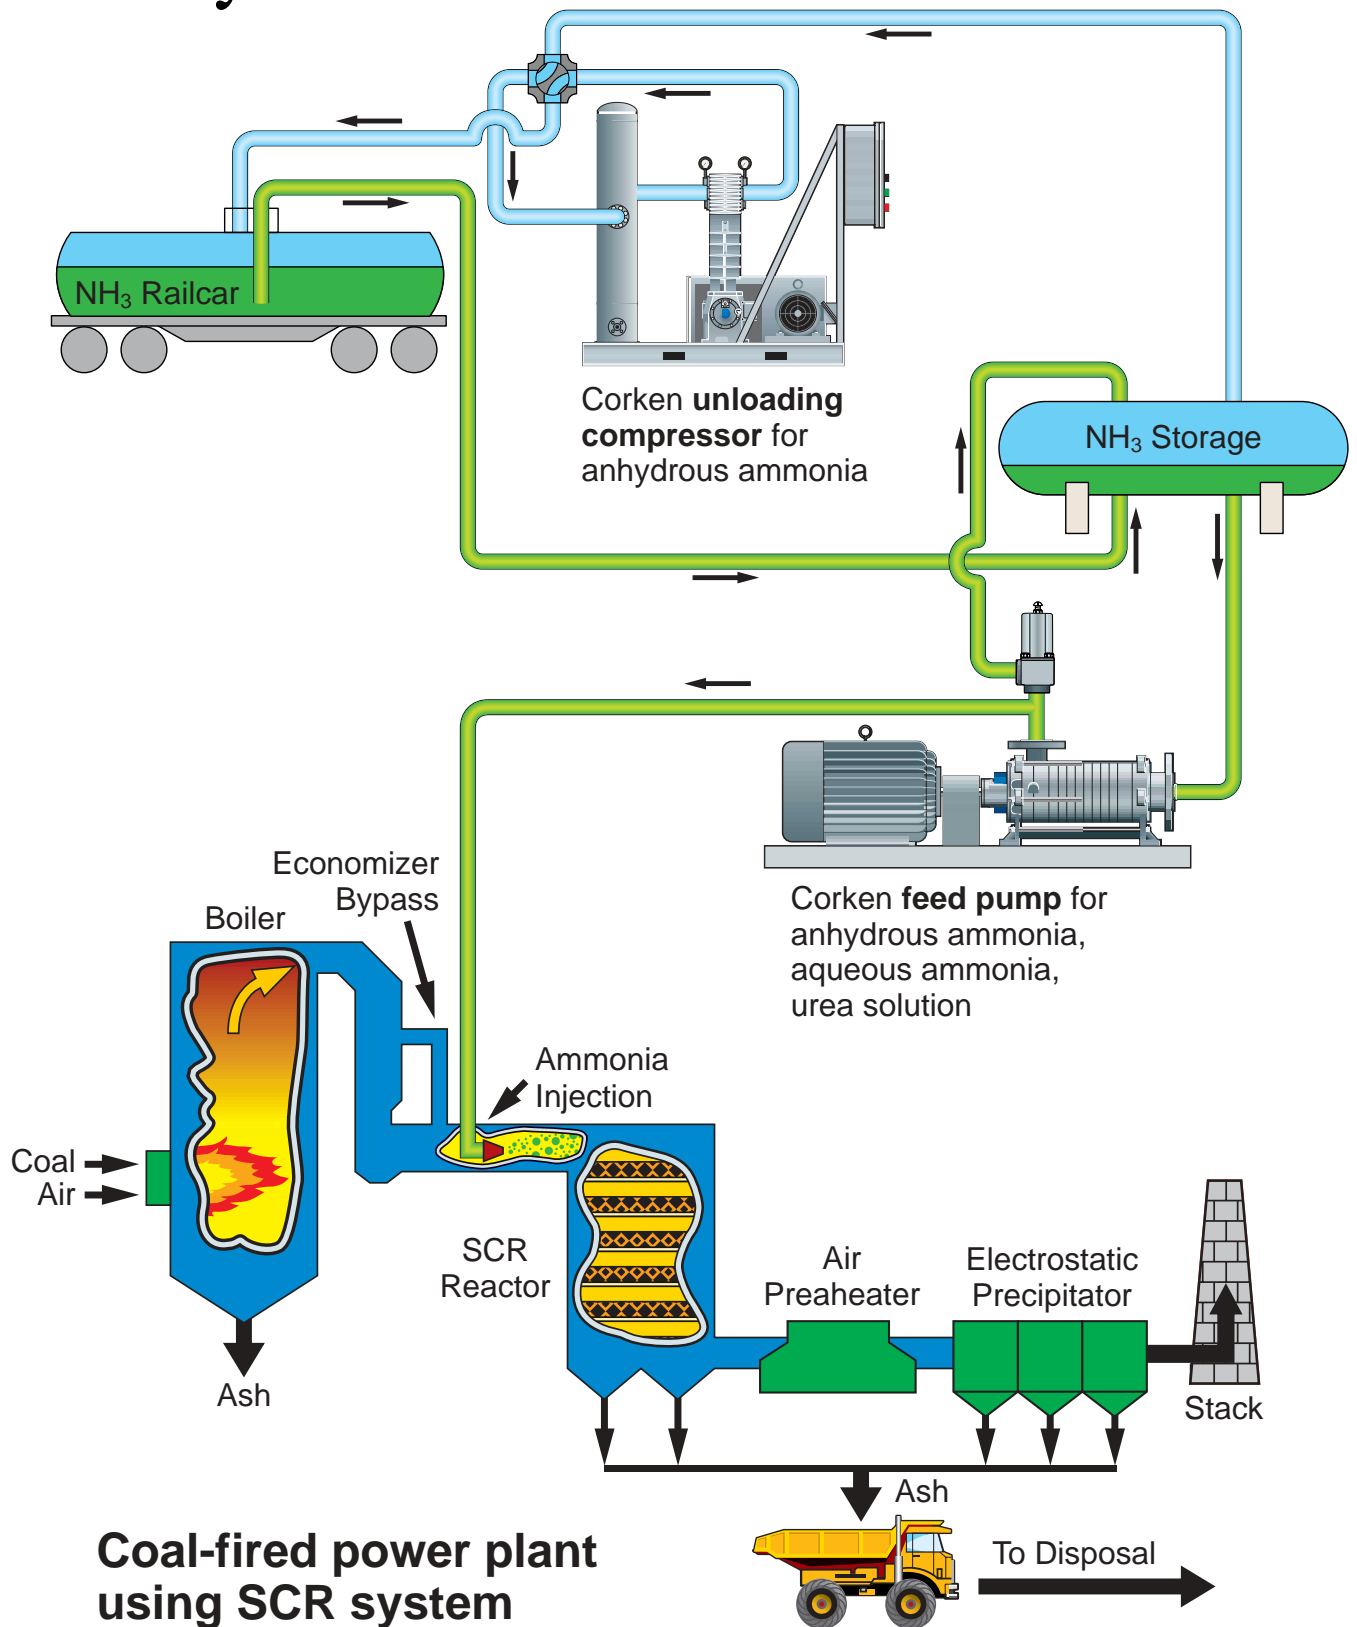 NH₃ Railcar
Corken unloading
compressor for
anhydrous ammonia
NH₃ Storage
Corken feed pump for
anhydrous ammonia,
aqueous ammonia,
urea solution
Economizer
Bypass
Boiler
Ammonia
Injection
Coal
Air
SCR
Reactor
Air
Preaheater
Electrostatic
Precipitator
Ash
Stack
Ash
To Disposal
Coal-fired power plant
using SCR system